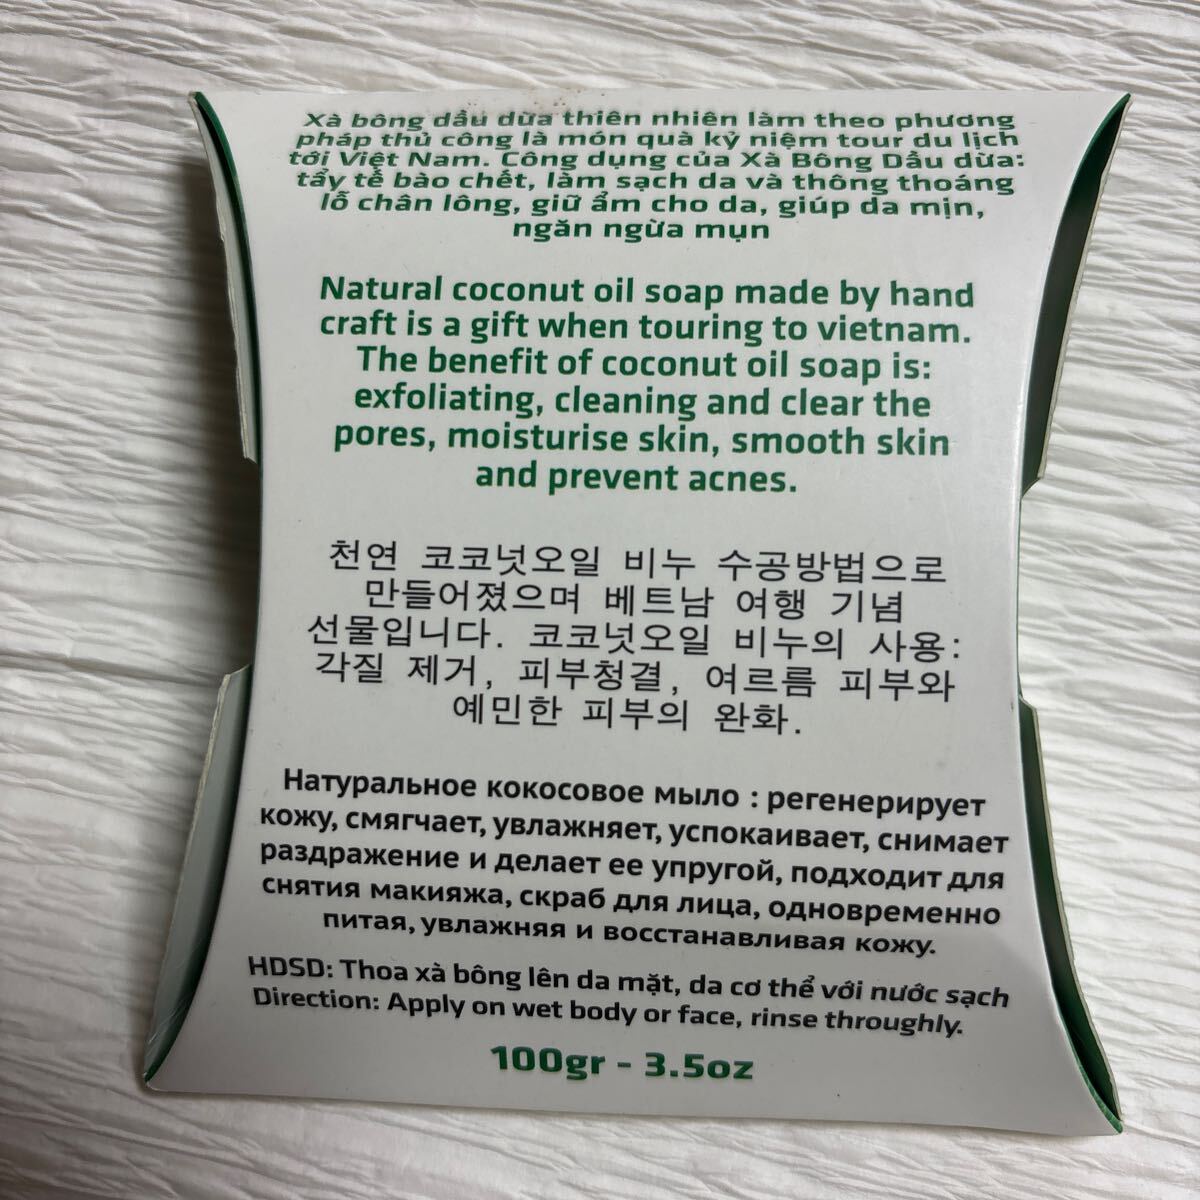 Xà bông dầu dừa thiên nhiên làm theo phương
pháp thủ công là món quà kỷ niệm tour du lịch
tới Việt Nam. Công dụng của Xà Bông Dầu dừa:
tẩy tế bào chết, làm sạch da và thông thoáng
lỗ chân lông, giữ ẩm cho da, giúp da mịn,
ngăn ngừa mụn
Natural coconut oil soap made by hand
craft is a gift when touring to vietnam.
The benefit of coconut oil soap is:
exfoliating, cleaning and clear the
pores, moisturise skin, smooth skin
and prevent acnes.
천연 코코넛오일 비누 수공방법으로
만들어졌으며 베트남 여행 기념
선물입니다. 코코넛오일 비누의 사용:
각질 제거, 피부청결, 여르름 피부와
예민한 피부의 완화.
Натуральное кокосовое мыло : регенерирует
кожу, смягчает, увлажняет, успокаивает, снимает
раздражение и делает ее упругой, подходит для
снятия макияжа, скраб для лица, одновременно
питая, увлажняя и восстанавливая кожу.
HDSD: Thoa xà bông lên da mặt, da cơ thể với nước sạch
Direction: Apply on wet body or face, rinse throughly.
100gr - 3.5oz